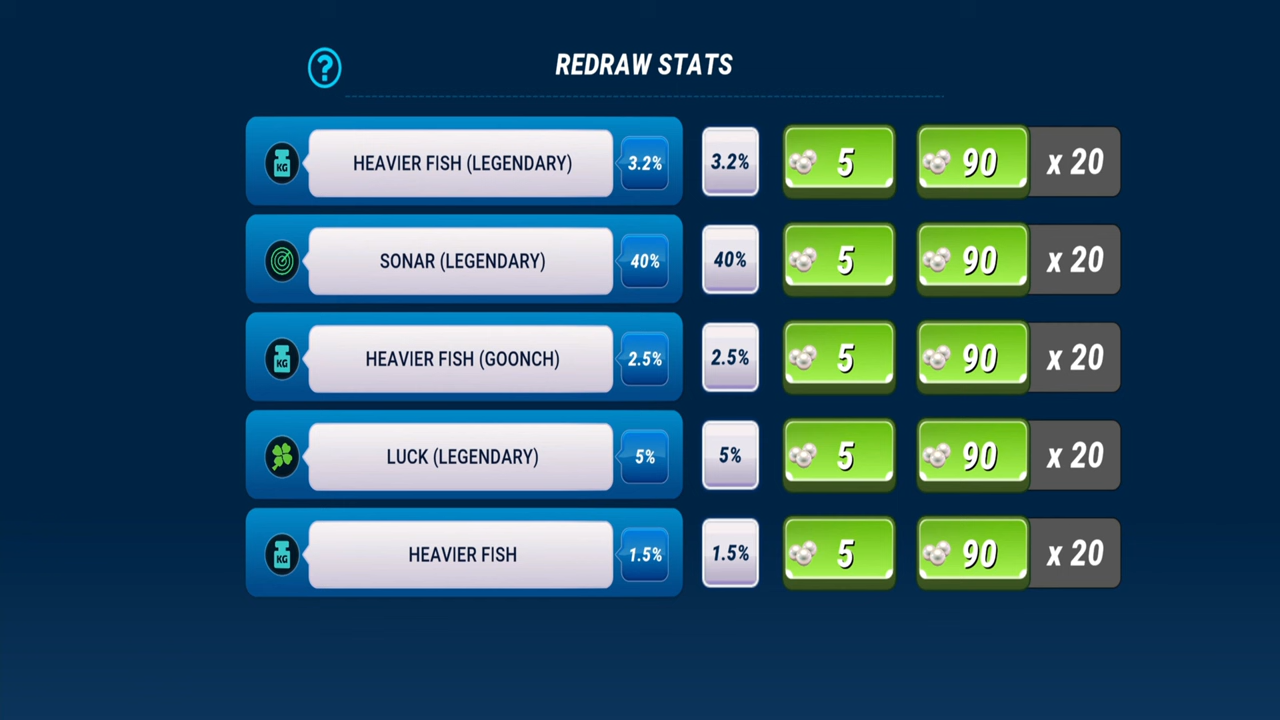 ?
REDRAW STATS
KG HEAVIER FISH (LEGENDARY) 3.2% 3.2% 5 90 x 20
SONAR (LEGENDARY) 40% 40% 5 90 x 20
KG HEAVIER FISH (GOONCH) 2.5% 2.5% 5 90 x 20
LUCK (LEGENDARY) 5% 5% 5 90 x 20
KG HEAVIER FISH 1.5% 1.5% 5 90 x 20